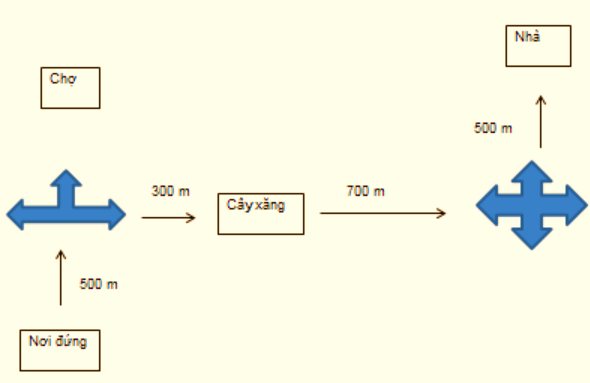 Nhà
Chợ
500 m
300 m
700 m
Cây xăng
500 m
Nơi đứng